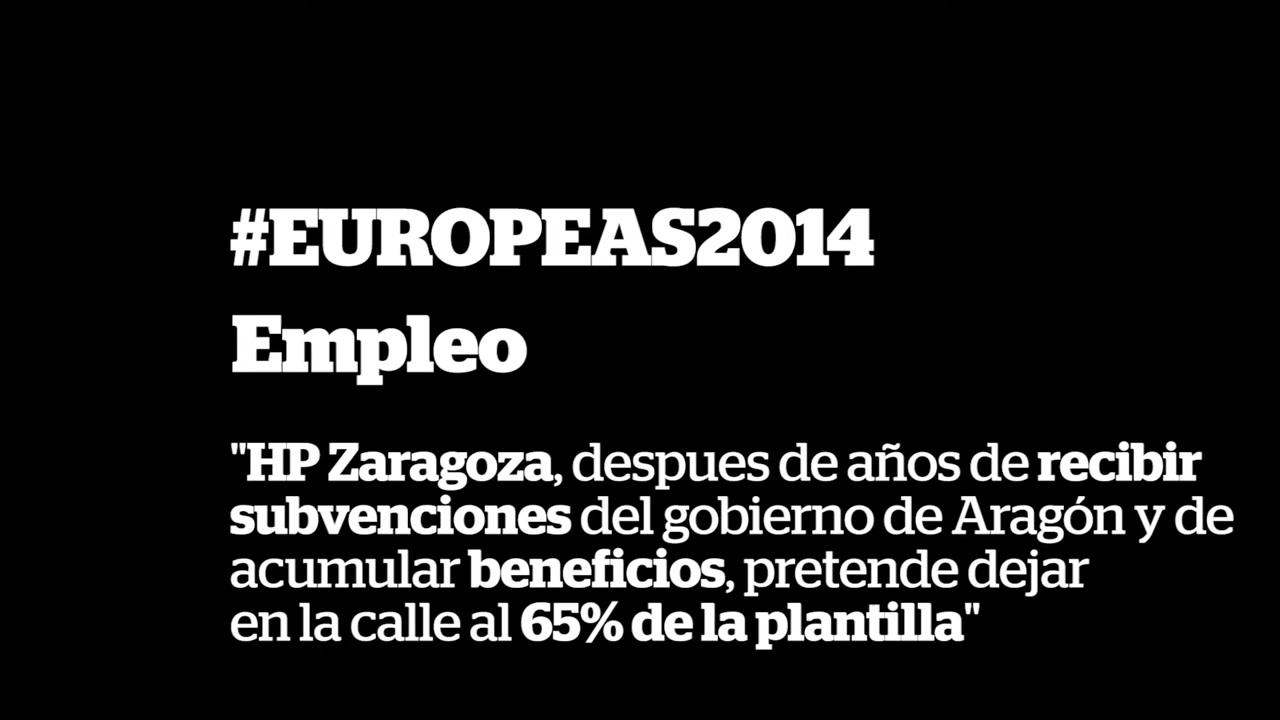 #EUROPEAS2014
Empleo
"HP Zaragoza, despues de años de recibir
subvenciones del gobierno de Aragón y de
acumular beneficios, pretende dejar
en la calle al 65% de la plantilla"